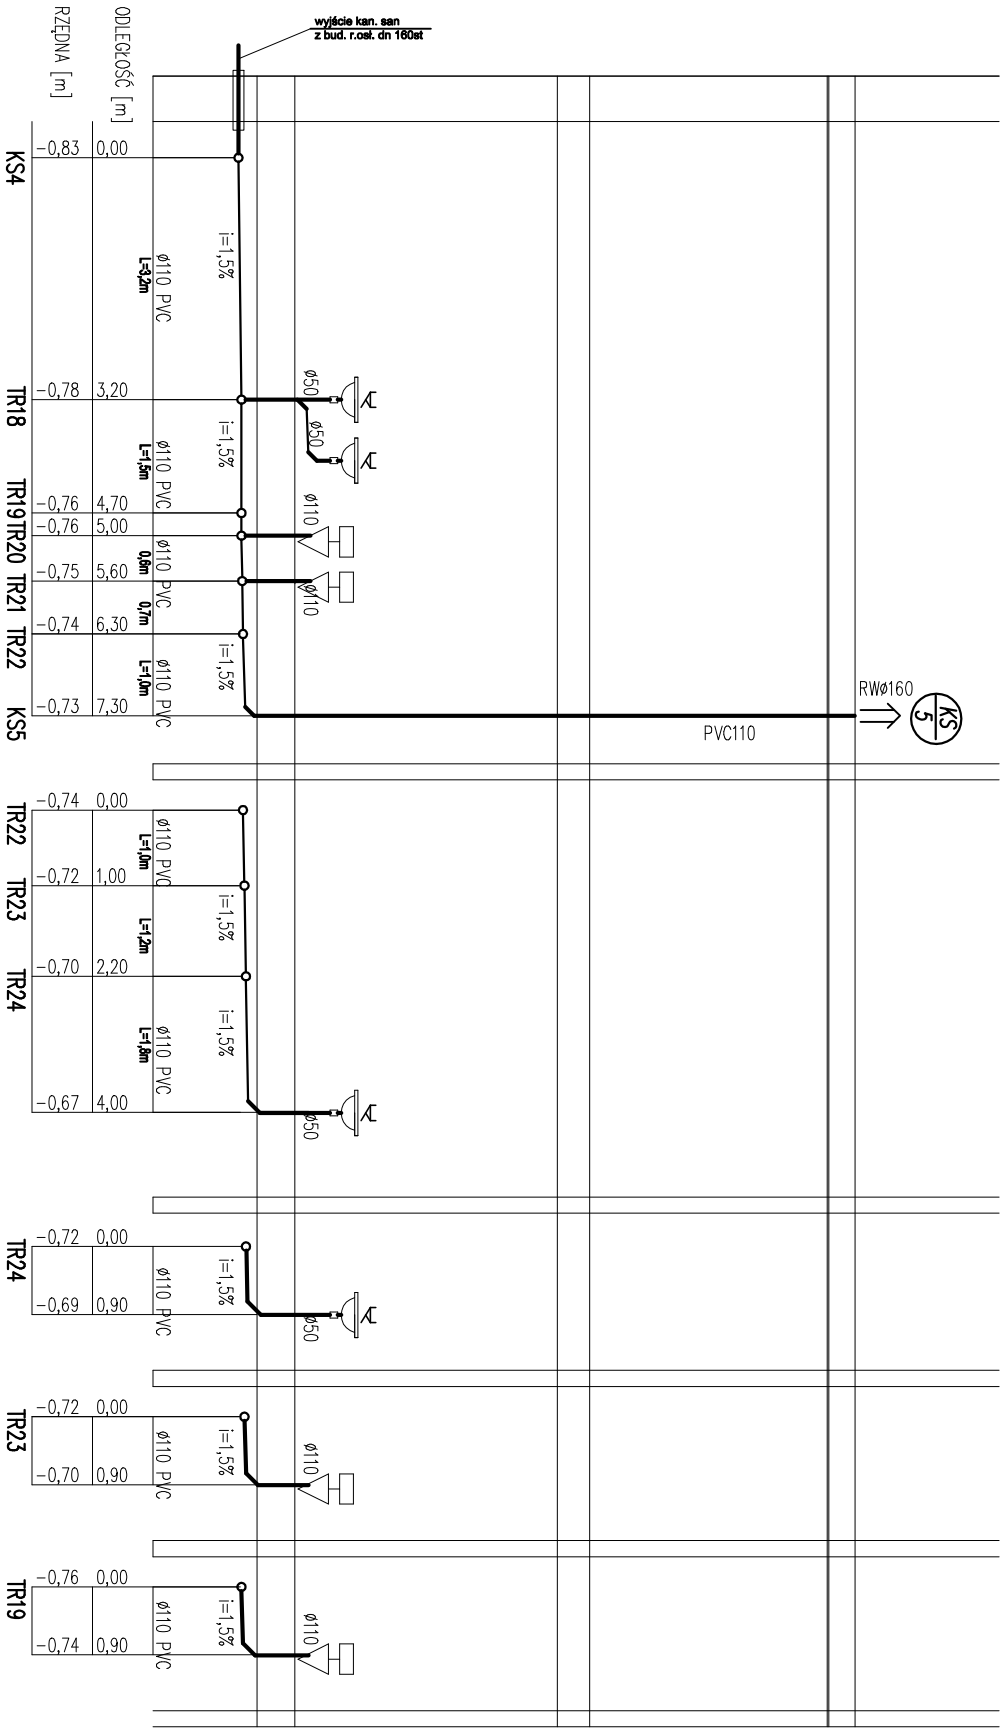 wyjście kan. san
z bud. r.osł. dn 160st
ODLEGŁOŚĆ [m]
RZĘDNA [m]
KS4
-0,83 0,00
i=1,5%
ø110 PVC
L=3,2m
TR18
-0,78 3,20
ø50
ø50
i=1,5%
ø110 PVC
L=1,5m
TR19
-0,76 4,70
TR20
-0,76 5,00
ø110
ø110 PVC
0,6m
TR21
-0,75 5,60
ø110
0,7m
TR22
-0,74 6,30
i=1,5%
ø110 PVC
L=1,0m
KS5
-0,73 7,30
PVC110
RWø160
KS
5
TR22
-0,74 0,00
ø110 PVC
L=1,0m
TR23
-0,72 1,00
i=1,5%
L=1,2m
TR24
-0,70 2,20
i=1,5%
ø110 PVC
L=1,8m
-0,67 4,00
ø50
TR24
-0,72 0,00
i=1,5%
ø110 PVC
-0,69 0,90
ø50
TR23
-0,72 0,00
i=1,5%
ø110 PVC
-0,70 0,90
ø110
TR19
-0,76 0,00
i=1,5%
ø110 PVC
-0,74 0,90
ø110